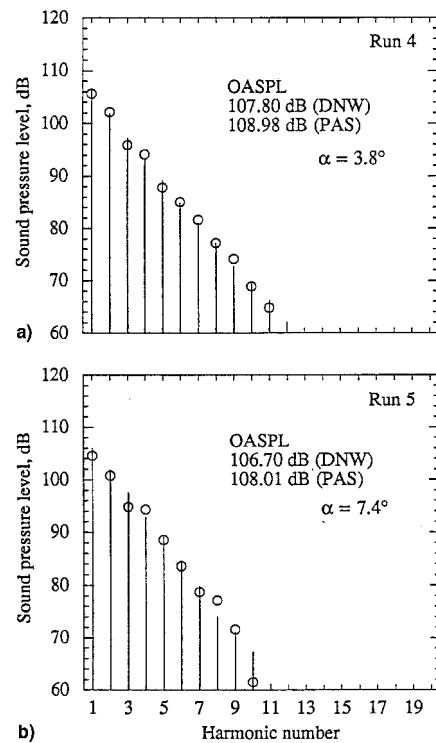 120
110
100
90
80
70
60
Sound pressure level, dB
Run 4
OASPL
107.80 dB (DNW)
108.98 dB (PAS)
α = 3.8°
a)
120
110
100
90
80
70
60
Sound pressure level, dB
Run 5
OASPL
106.70 dB (DNW)
108.01 dB (PAS)
α = 7.4°
1 3 5 7 9 11 13 15 17 19
b)
Harmonic number